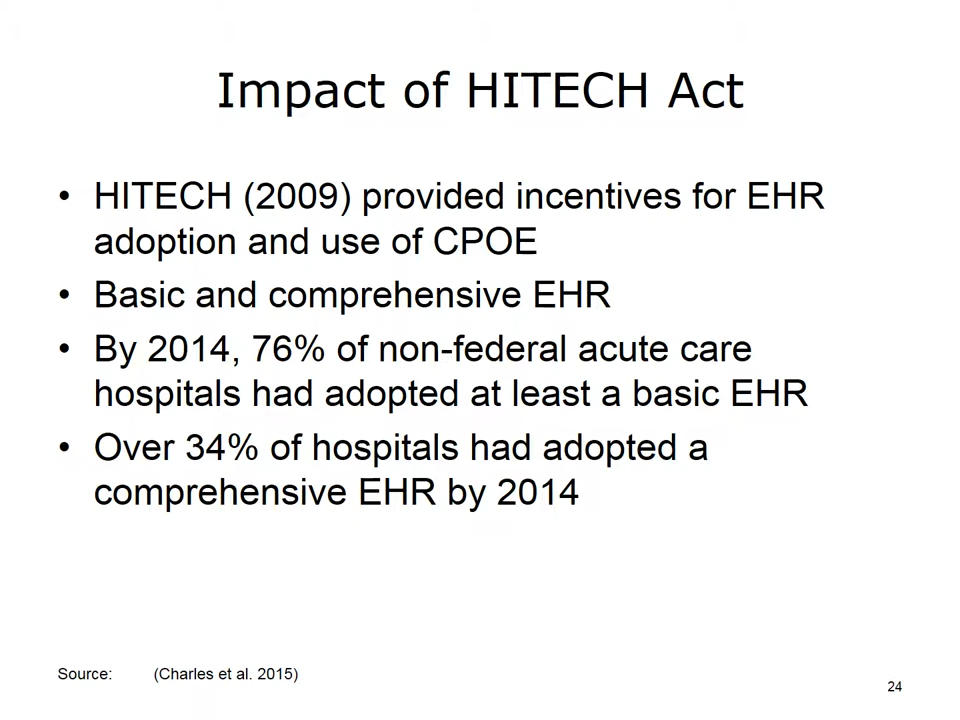 Impact of HITECH Act
• HITECH (2009) provided incentives for EHR
adoption and use of CPOE
• Basic and comprehensive EHR
• By 2014, 76% of non-federal acute care
hospitals had adopted at least a basic EHR
• Over 34% of hospitals had adopted a
comprehensive EHR by 2014
Source: (Charles et al. 2015)
24